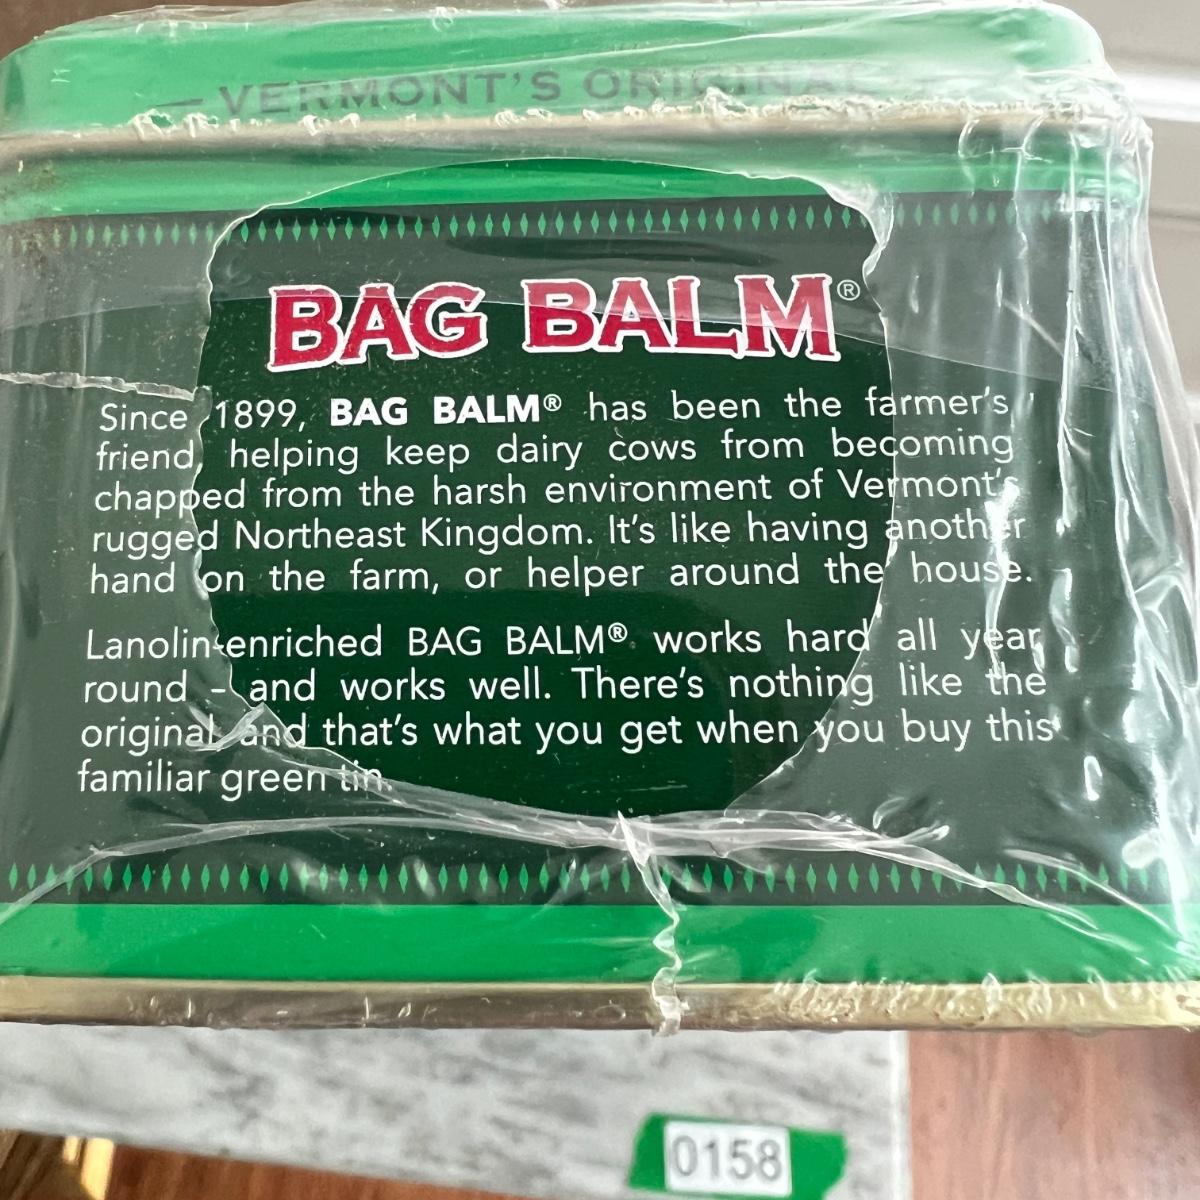 — VERMONT'S ORIGINAL —
BAG BALM®
Since 1899, BAG BALM® has been the farmer's
friend, helping keep dairy cows from becoming
chapped from the harsh environment of Vermont's
rugged Northeast Kingdom. It's like having another
hand on the farm, or helper around the house.
Lanolin-enriched BAG BALM® works hard all year
round - and works well. There's nothing like the
original and that's what you get when you buy this
familiar green tin.
0158